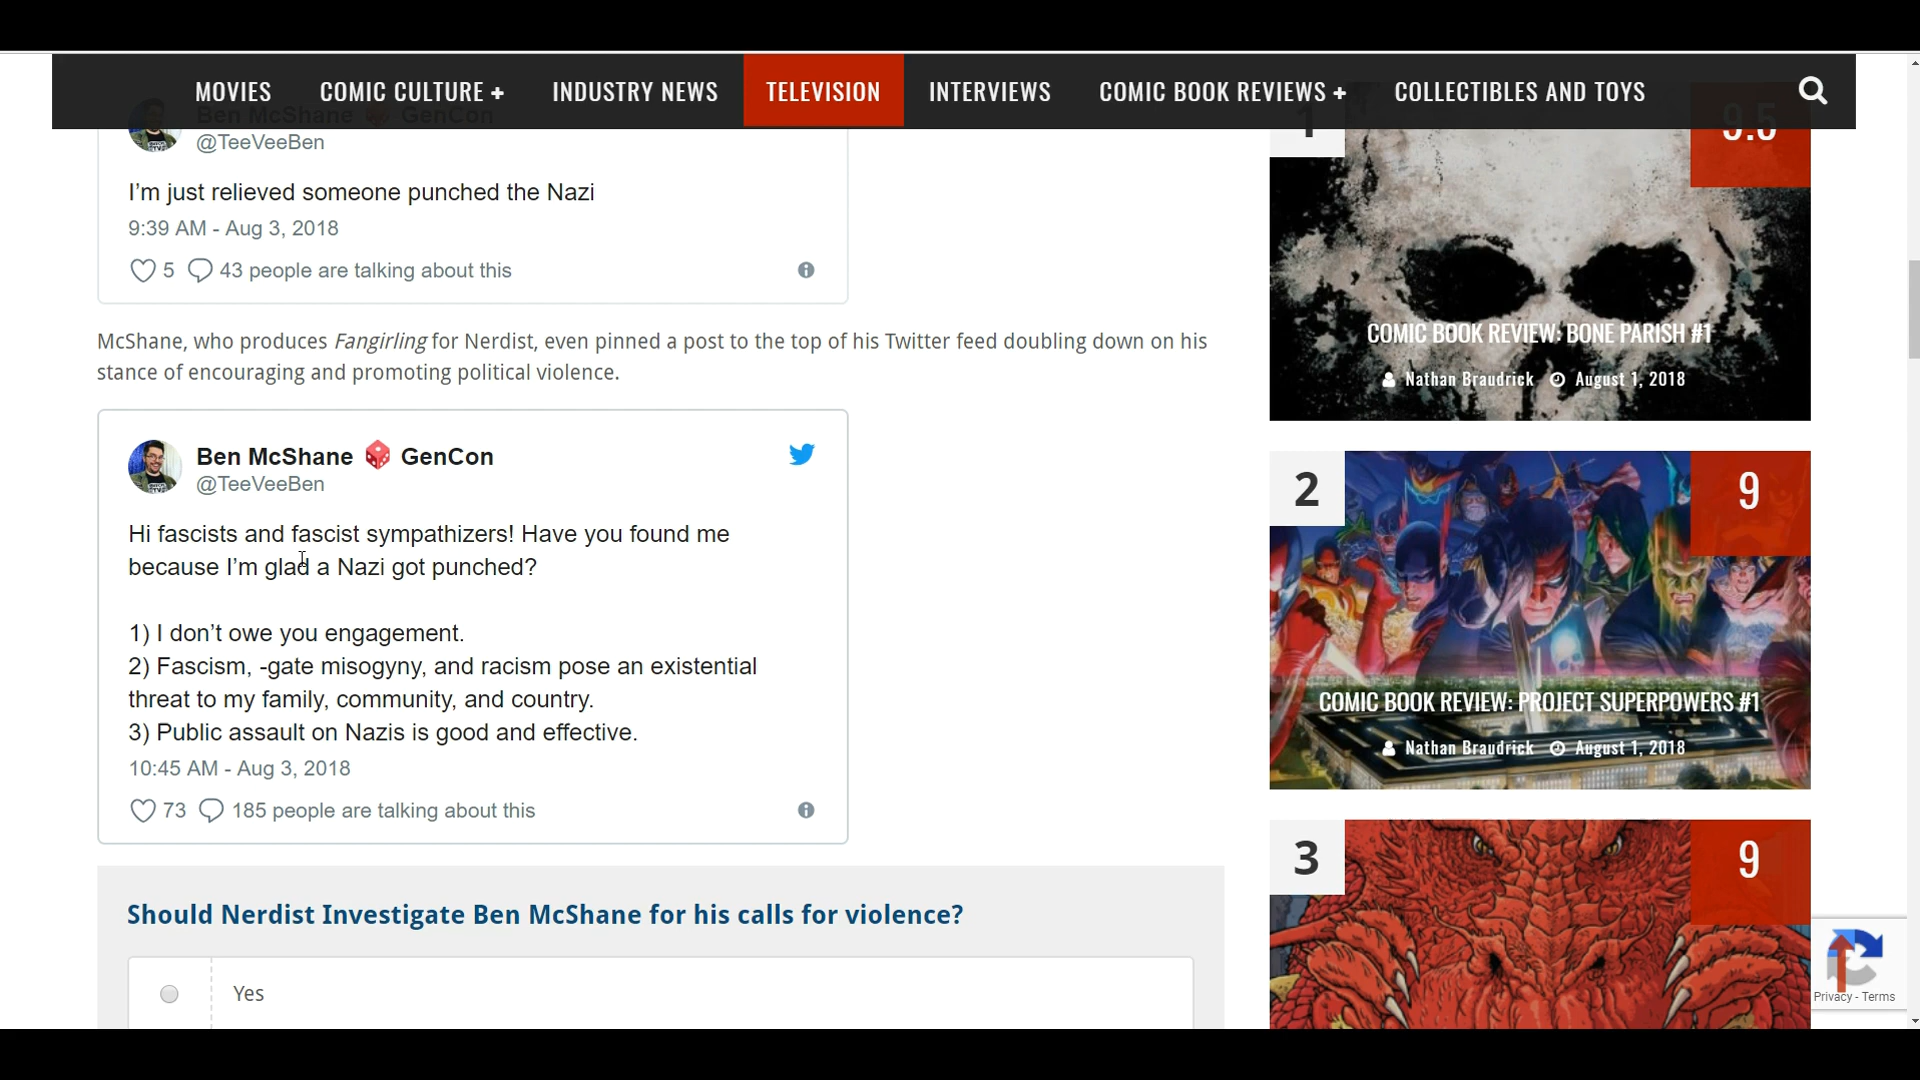 MOVIES COMIC CULTURE + INDUSTRY NEWS TELEVISION INTERVIEWS COMIC BOOK REVIEWS + COLLECTIBLES AND TOYS
Ben McShane GenCon
@TeeVeeBen
I'm just relieved someone punched the Nazi
9:39 AM - Aug 3, 2018
5 43 people are talking about this
McShane, who produces Fangirling for Nerdist, even pinned a post to the top of his Twitter feed doubling down on his
stance of encouraging and promoting political violence.
Ben McShane GenCon
@TeeVeeBen
Hi fascists and fascist sympathizers! Have you found me
because I'm glad a Nazi got punched?
1) I don't owe you engagement.
2) Fascism, -gate misogyny, and racism pose an existential
threat to my family, community, and country.
3) Public assault on Nazis is good and effective.
10:45 AM - Aug 3, 2018
73 185 people are talking about this
Should Nerdist Investigate Ben McShane for his calls for violence?
Yes
1
9.5
COMIC BOOK REVIEW: BONE PARISH #1
Nathan Braudrick August 1, 2018
2
9
COMIC BOOK REVIEW: PROJECT SUPERPOWERS #1
Nathan Braudrick August 1, 2018
3
9
Privacy - Terms